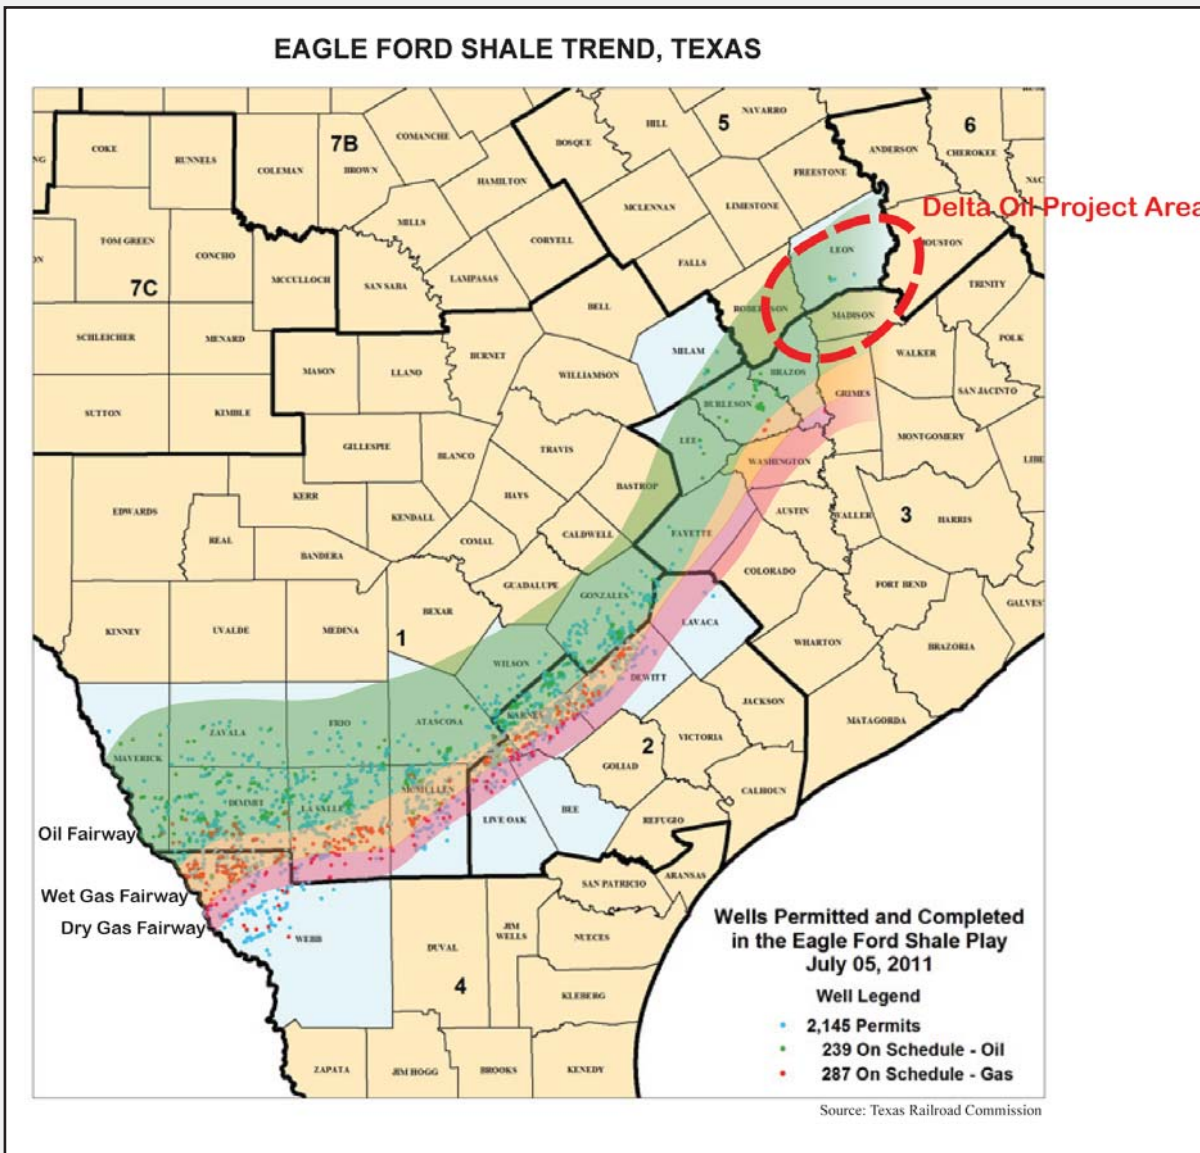 EAGLE FORD SHALE TREND, TEXAS
COKE
RUNNELS
COLEMAN
7B
BROWN
COMANCHE
HAMILTON
BOSQUE
HILL
5
NAVARRO
6
ANDERSON
CHEROKEE
NAC
NG
FREESTONE
MILLS
MCLENNAN
LIMESTONE
Delta Oil Project Area
TOM GREEN
CONCHO
CORYELL
FALLS
LEON
HOUSTON
ON
7C
MCCULLOCH
SAN SABA
LAMPASAS
BELL
TRINITY
ROBERTSON
MADISON
SCHLEICHER
MENARD
BURNET
MILAM
WALKER
POLK
MASON
LLANO
WILLIAMSON
BRAZOS
GRIMES
SAN JACINTO
SUTTON
KIMBLE
BURLESON
GILLESPIE
BLANCO
TRAVIS
LEE
MONTGOMERY
WASHINGTON
LIBE
EDWARDS
KERR
HAYS
BASTROP
KENDALL
REAL
BANDERA
COMAL
CALDWELL
FAYETTE
AUSTIN
WALLER
3
HARRIS
COLORADO
FORT BEND
GUADALUPE
GONZALES
GALVES
KINNEY
UVALDE
MEDINA
BEXAR
1
LAVACA
WHARTON
BRAZORIA
WILSON
DEWITT
ZAVALA
FRIO
ATASCOSA
KARNES
JACKSON
MATAGORDA
MAVERICK
2
VICTORIA
GOLIAD
DIMMIT
LA SALLE
MCMULLEN
CALHOUN
LIVE OAK
BEE
REFUGIO
Oil Fairway
SAN PATRICIO
ARANSAS
Wet Gas Fairway
Dry Gas Fairway
WEBB
DUVAL
JIM
WELLS
NUECES
4
KLEBERG
ZAPATA
JIM HOGG
BROOKS
KENEDY
Wells Permitted and Completed
in the Eagle Ford Shale Play
July 05, 2011
Well Legend
2,145 Permits
239 On Schedule - Oil
287 On Schedule - Gas
Source: Texas Railroad Commission